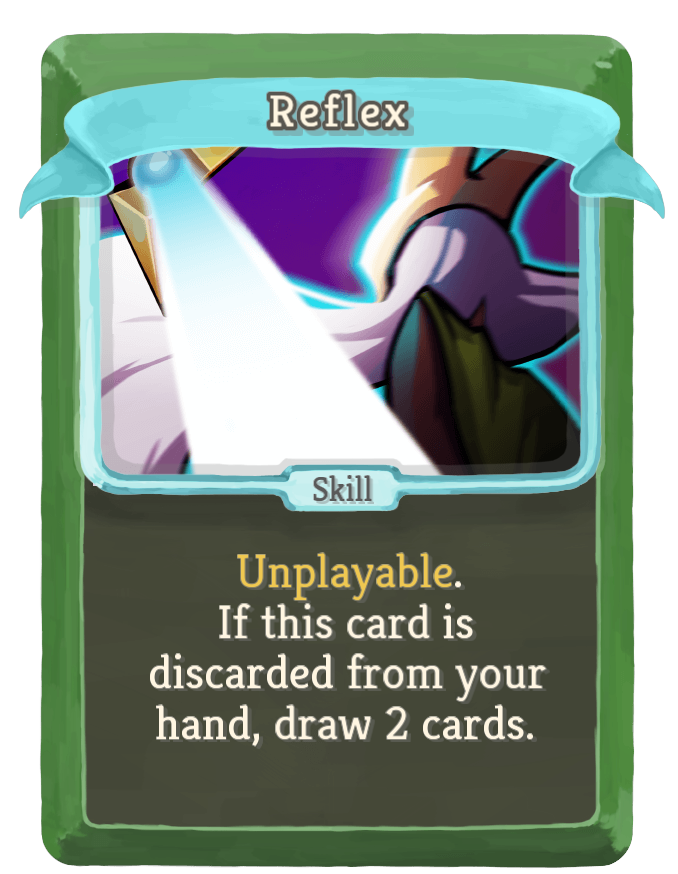 Reflex
Skill
Unplayable.
If this card is
discarded from your
hand, draw 2 cards.